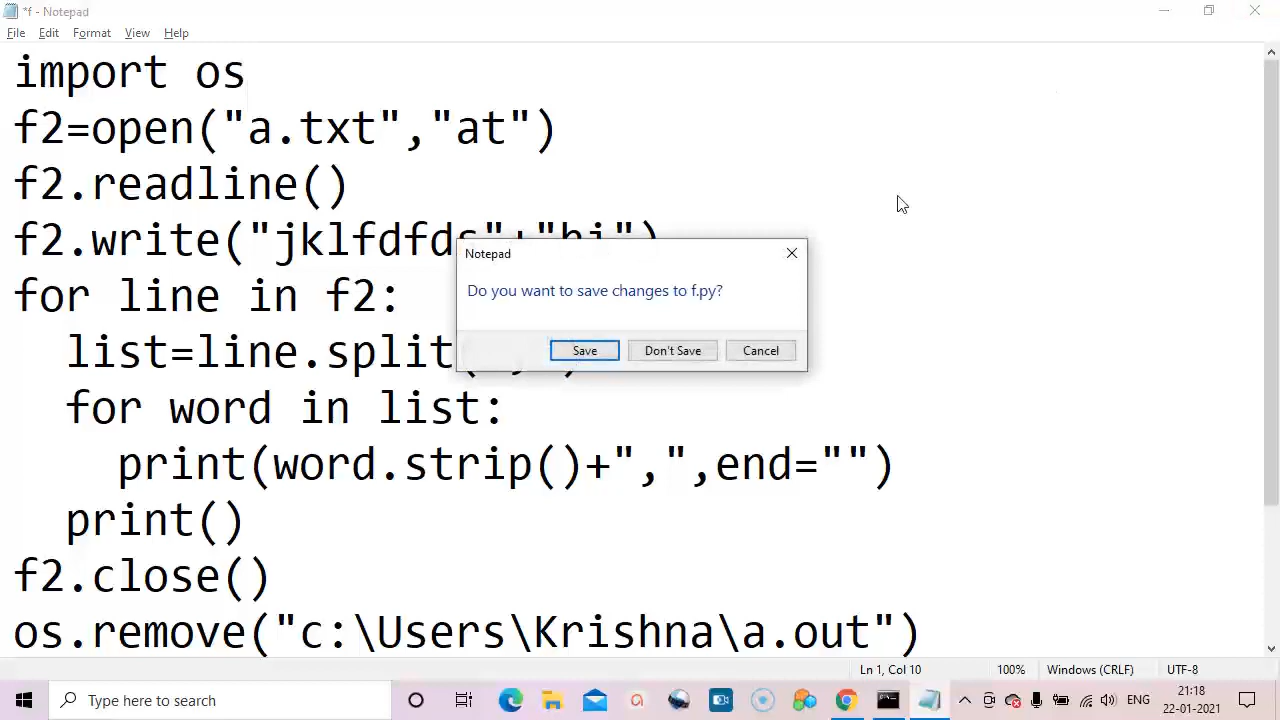 *f - Notepad
File Edit Format View Help
import os
f2=open("a.txt","at")
f2.readline()
f2.write("jklfdfds"+"hi")
for line in f2:
list=line.split(
for word in list:
print(word.strip()+",",end="")
print()
f2.close()
os.remove("c:\Users\Krishna\a.out")
Notepad
Do you want to save changes to f.py?
Save Don't Save Cancel
Ln 1, Col 10 100% Windows (CRLF) UTF-8
Type here to search
ENG
21:18
22-01-2021